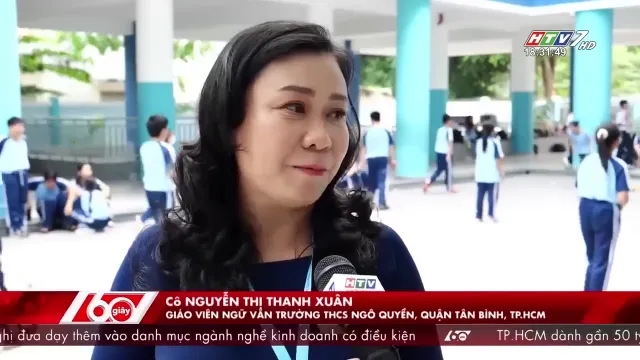 HTV7 HD
18:31:49
HTV
60 giây
Cô NGUYỄN THỊ THANH XUÂN
GIÁO VIÊN NGỮ VĂN TRƯỜNG THCS NGÔ QUYỀN, QUẬN TÂN BÌNH, TP.HCM
ghị đưa dạy thêm vào danh mục ngành nghề kinh doanh có điều kiện 60 TP.HCM dành gần 50 t